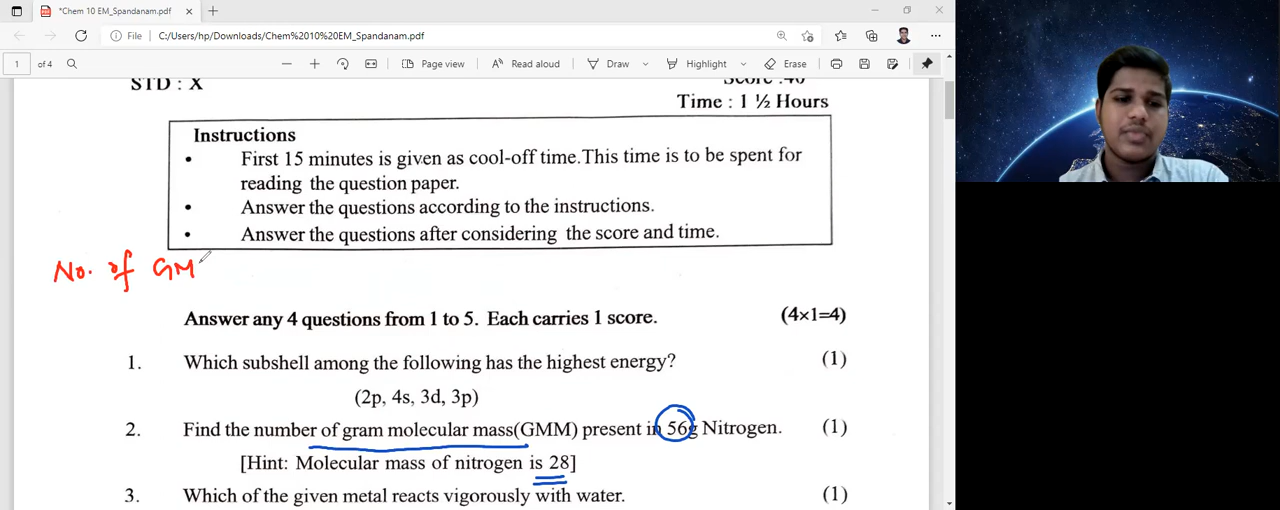 *Chem 10 EM_Spandanam.pdf
File C:/Users/hp/Downloads/Chem%2010%20EM_Spandanam.pdf
1 of 4 Page view Read aloud Draw Highlight Erase
STD : X Score :40
Time : 1 ½ Hours
Instructions
• First 15 minutes is given as cool-off time.This time is to be spent for
reading the question paper.
• Answer the questions according to the instructions.
• Answer the questions after considering the score and time.
No. of GM
Answer any 4 questions from 1 to 5. Each carries 1 score. (4×1=4)
1. Which subshell among the following has the highest energy? (1)
(2p, 4s, 3d, 3p)
2. Find the number of gram molecular mass(GMM) present in 56g Nitrogen. (1)
[Hint: Molecular mass of nitrogen is 28]
3. Which of the given metal reacts vigorously with water. (1)